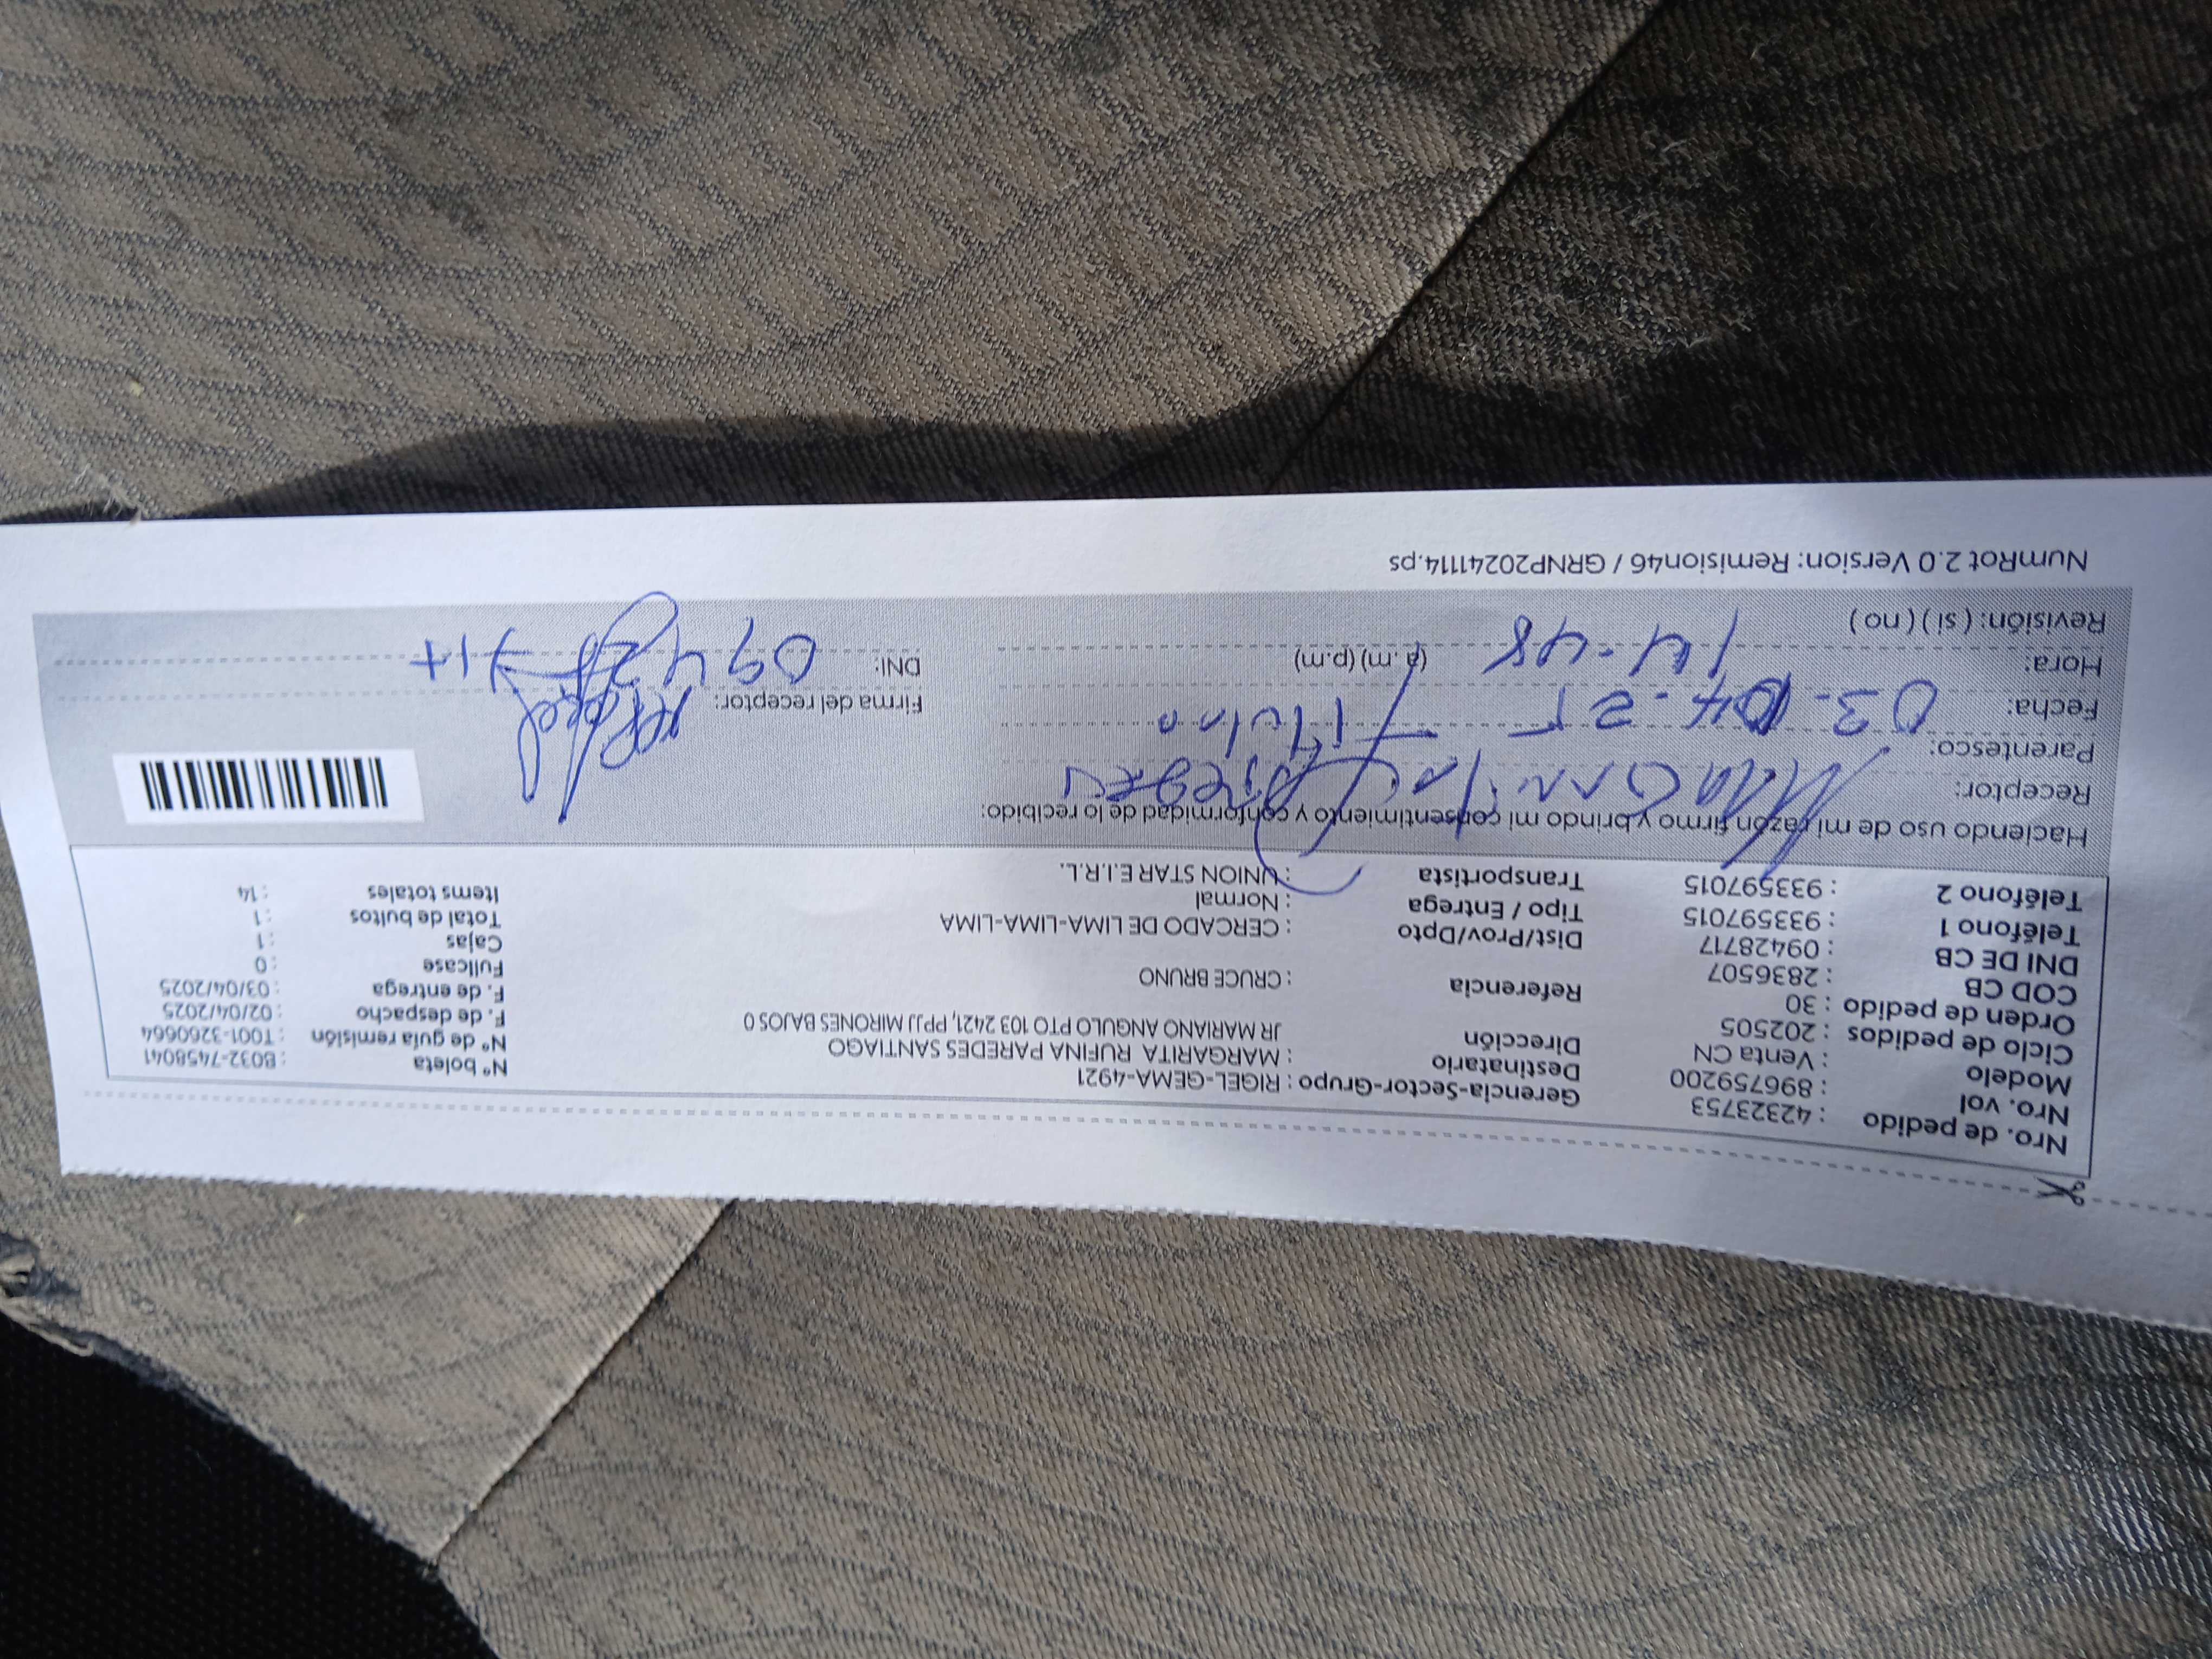 Nro. de pedido : 42323753
Nro. vol : 896759200
Modelo : Venta CN
Ciclo de pedidos : 202505
Orden de pedido : 30
COD CB : 2836507
DNI DE CB : 09428717
Teléfono 1 : 933597015
Teléfono 2 : 933597015
Gerencia-Sector-Grupo : RIGEL-GEMA-4921
Destinatario : MARGARITA RUFINA PAREDES SANTIAGO
Dirección JR MARIANO ANGULO PTO 103 2421, PPJJ MIRONES BAJOS 0
Referencia : CRUCE BRUNO
Dist/Prov/Dpto : CERCADO DE LIMA-LIMA-LIMA
Tipo / Entrega : Normal
Transportista : UNION STAR E.I.R.L.
N° boleta : B032-7458041
N° de guía remisión : T001-3260664
F. de despacho : 02/04/2025
F. de entrega : 03/04/2025
Fullcase : 0
Cajas : 1
Total de bultos : 1
Items totales : 14
Haciendo uso de mi razón firmo y brindo mi consentimiento y conformidad de lo recibido:
Receptor:
Parentesco: Titular
Fecha: 03-04-25
Hora: 14-48 (a.m) (p.m)
Revisión: ( si ) ( no )
Firma del receptor:
DNI:
NumRot 2.0 Version: Remision46 / GRNP20241114.ps